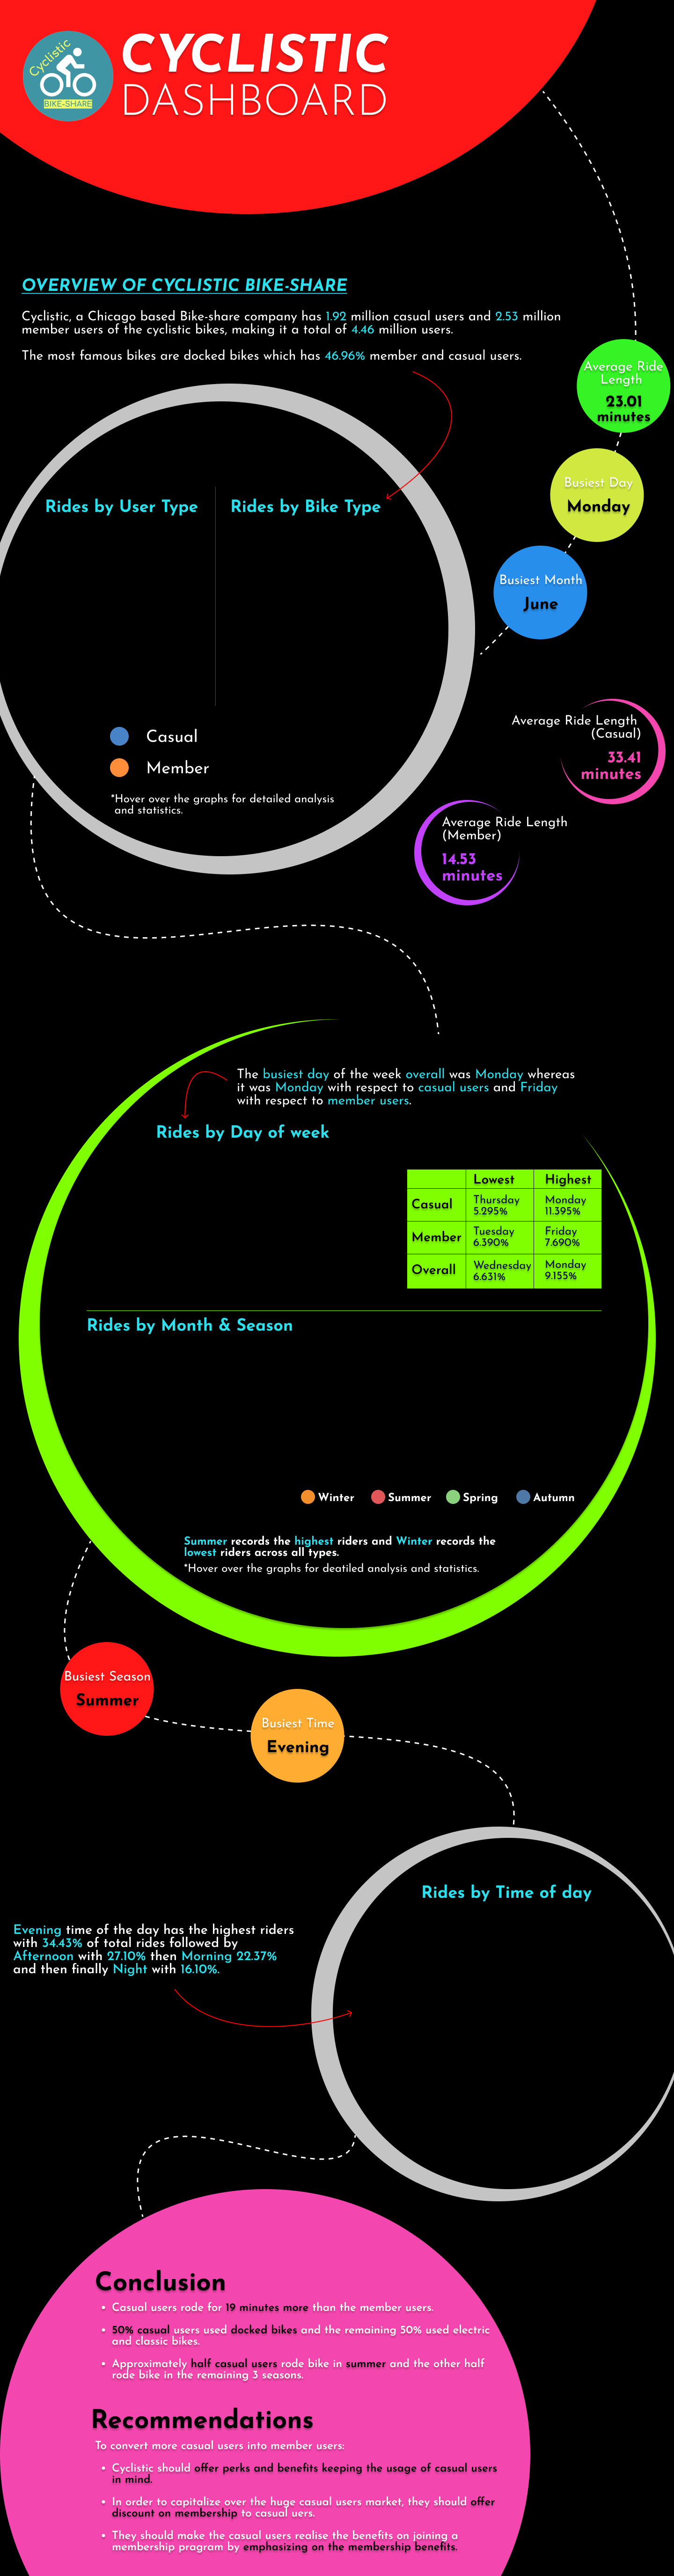 Cyclistic
BIKE-SHARE
CYCLISTIC
DASHBOARD
OVERVIEW OF CYCLISTIC BIKE-SHARE
Cyclistic, a Chicago based Bike-share company has 1.92 million casual users and 2.53 million
member users of the cyclistic bikes, making it a total of 4.46 million users.
The most famous bikes are docked bikes which has 46.96% member and casual users.
Average Ride
Length
23.01
minutes
Busiest Day
Monday
Busiest Month
June
Rides by User Type
Rides by Bike Type
Casual
Member
*Hover over the graphs for detailed analysis
and statistics.
Average Ride Length
(Casual)
33.41
minutes
Average Ride Length
(Member)
14.53
minutes
The busiest day of the week overall was Monday whereas
it was Monday with respect to casual users and Friday
with respect to member users.
Rides by Day of week
Lowest Highest
Casual Thursday 5.295% Monday 11.395%
Member Tuesday 6.390% Friday 7.690%
Overall Wednesday 6.631% Monday 9.155%
Rides by Month & Season
Winter Summer Spring Autumn
Summer records the highest riders and Winter records the
lowest riders across all types.
*Hover over the graphs for deatiled analysis and statistics.
Busiest Season
Summer
Busiest Time
Evening
Rides by Time of day
Evening time of the day has the highest riders
with 34.43% of total rides followed by
Afternoon with 27.10% then Morning 22.37%
and then finally Night with 16.10%.
Conclusion
• Casual users rode for 19 minutes more than the member users.
• 50% casual users used docked bikes and the remaining 50% used electric
and classic bikes.
• Approximately half casual users rode bike in summer and the other half
rode bike in the remaining 3 seasons.
Recommendations
To convert more casual users into member users:
• Cyclistic should offer perks and benefits keeping the usage of casual users
in mind.
• In order to capitalize over the huge casual users market, they should offer
discount on membership to casual uers.
• They should make the casual users realise the benefits on joining a
membership pragram by emphasizing on the membership benefits.